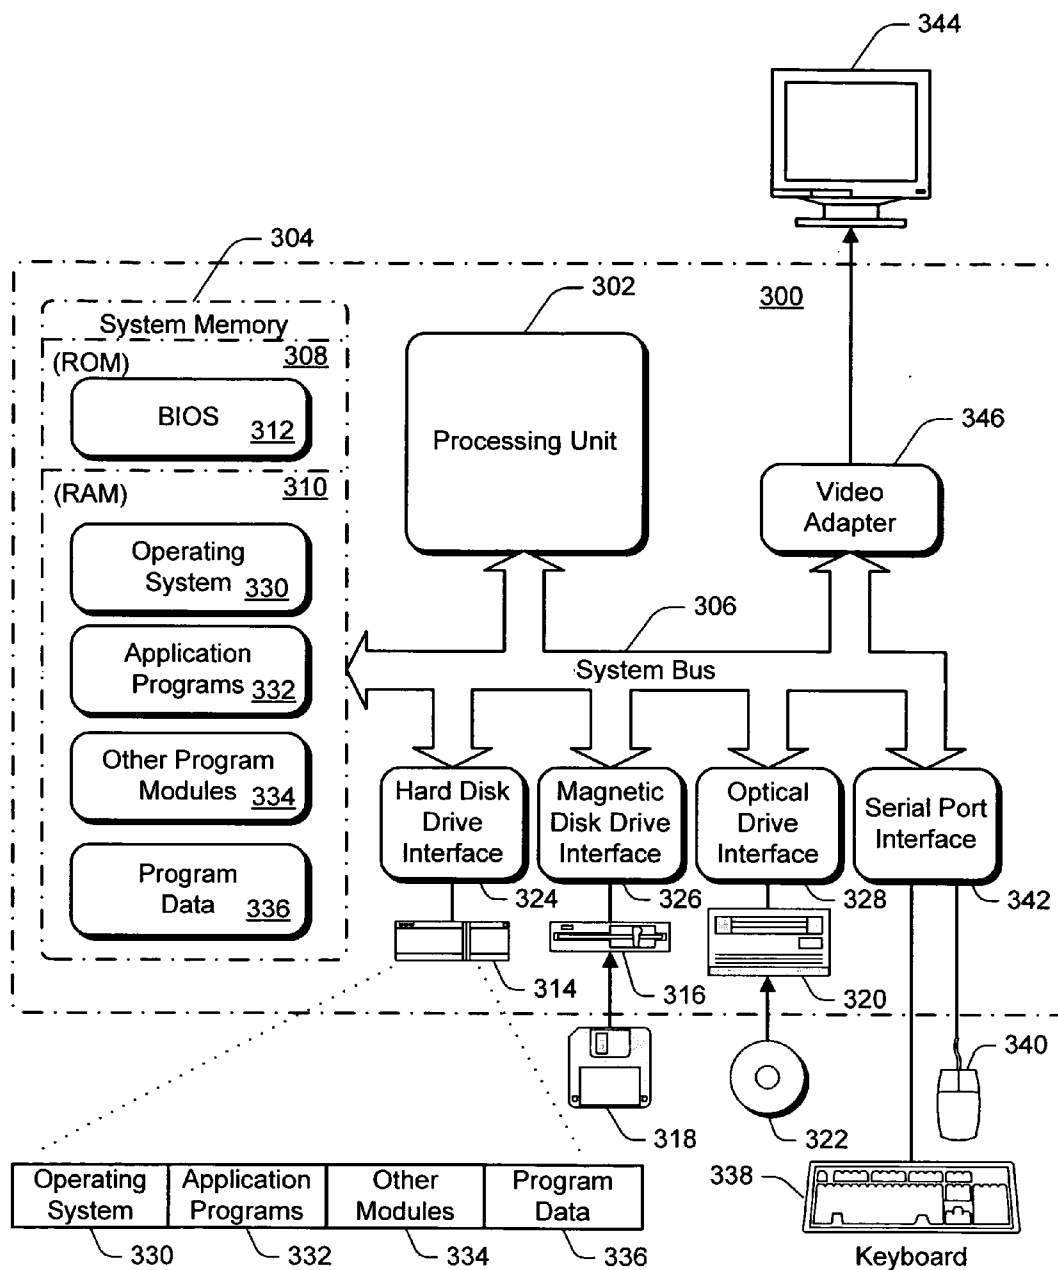 344
304
System Memory
(ROM)
308
BIOS
312
(RAM)
310
Operating
System
330
Application
Programs
332
Other Program
Modules
334
Program
Data
336
302
Processing Unit
300
346
Video
Adapter
306
System Bus
Hard Disk
Drive
Interface
324
Magnetic
Disk Drive
Interface
326
Optical
Drive
Interface
328
Serial Port
Interface
342
314
316
320
318
322
340
338
Keyboard
Operating
System
Application
Programs
Other
Modules
Program
Data
330
332
334
336